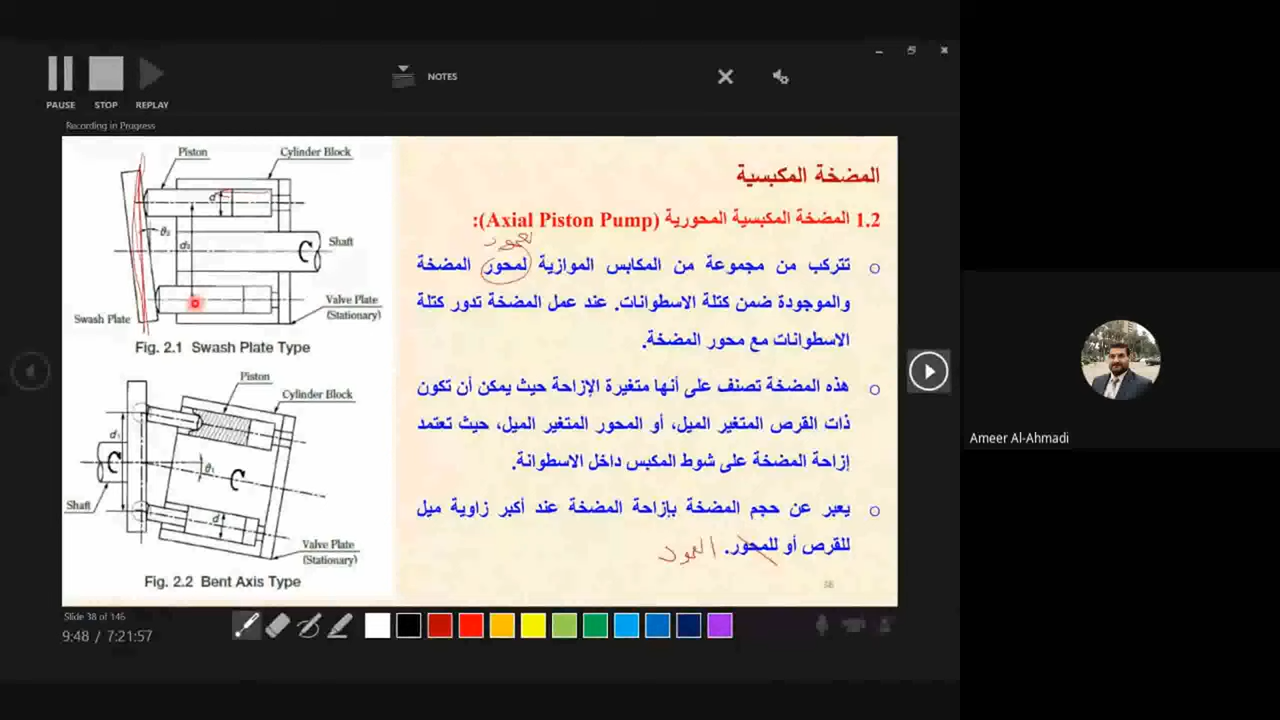 NOTES
PAUSE STOP REPLAY
Recording in Progress
المضخة المكبسية
1.2 المضخة المكبسية المحورية (Axial Piston Pump):
○ تتركب من مجموعة من المكابس الموازية لمحور المضخة
والموجودة ضمن كتلة الاسطوانات. عند عمل المضخة تدور كتلة
الاسطوانات مع محور المضخة.
○ هذه المضخة تصنف على أنها متغيرة الإزاحة حيث يمكن أن تكون
ذات القرص المتغير الميل، أو المحور المتغير الميل، حيث تعتمد
إزاحة المضخة على شوط المكبس داخل الاسطوانة.
○ يعبر عن حجم المضخة بإزاحة المضخة عند أكبر زاوية ميل
للقرص أو للمحور. العمود
38
Piston
Cylinder Block
d
θ₂
d₂
Shaft
Valve Plate
(Stationary)
Swash Plate
Fig. 2.1 Swash Plate Type
Piston
Cylinder Block
d₁
θ₁
Shaft
d
Valve Plate
(Stationary)
Fig. 2.2 Bent Axis Type
Slide 38 of 146
9:48 / 7:21:57
Ameer Al-Ahmadi